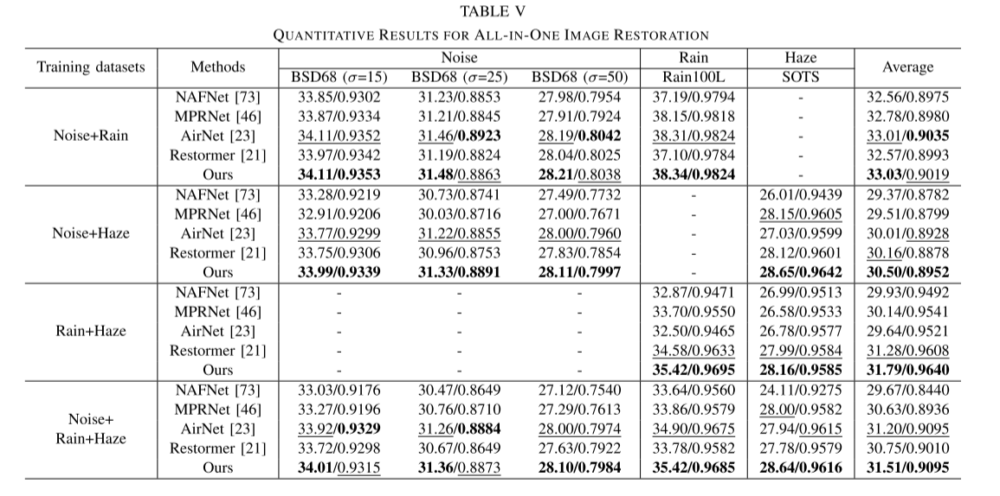 TABLE V
QUANTITATIVE RESULTS FOR ALL-IN-ONE IMAGE RESTORATION
Training datasets Methods Noise Rain Haze Average
BSD68 (σ=15) BSD68 (σ=25) BSD68 (σ=50) Rain100L SOTS
Noise+Rain
NAFNet [73] 33.85/0.9302 31.23/0.8853 27.98/0.7954 37.19/0.9794 - 32.56/0.8975
MPRNet [46] 33.87/0.9334 31.21/0.8845 27.91/0.7924 38.15/0.9818 - 32.78/0.8980
AirNet [23] 34.11/0.9352 31.46/0.8923 28.19/0.8042 38.31/0.9824 - 33.01/0.9035
Restormer [21] 33.97/0.9342 31.19/0.8824 28.04/0.8025 37.10/0.9784 - 32.57/0.8993
Ours 34.11/0.9353 31.48/0.8863 28.21/0.8038 38.34/0.9824 - 33.03/0.9019
Noise+Haze
NAFNet [73] 33.28/0.9219 30.73/0.8741 27.49/0.7732 - 26.01/0.9439 29.37/0.8782
MPRNet [46] 32.91/0.9206 30.03/0.8716 27.00/0.7671 - 28.15/0.9605 29.51/0.8799
AirNet [23] 33.77/0.9299 31.22/0.8855 28.00/0.7960 - 27.03/0.9599 30.01/0.8928
Restormer [21] 33.75/0.9306 30.96/0.8753 27.83/0.7854 - 28.12/0.9601 30.16/0.8878
Ours 33.99/0.9339 31.33/0.8891 28.11/0.7997 - 28.65/0.9642 30.50/0.8952
Rain+Haze
NAFNet [73] - - - 32.87/0.9471 26.99/0.9513 29.93/0.9492
MPRNet [46] - - - 33.70/0.9550 26.58/0.9533 30.14/0.9541
AirNet [23] - - - 32.50/0.9465 26.78/0.9577 29.64/0.9521
Restormer [21] - - - 34.58/0.9633 27.99/0.9584 31.28/0.9608
Ours - - - 35.42/0.9695 28.16/0.9585 31.79/0.9640
Noise+
Rain+Haze
NAFNet [73] 33.03/0.9176 30.47/0.8649 27.12/0.7540 33.64/0.9560 24.11/0.9275 29.67/0.8440
MPRNet [46] 33.27/0.9196 30.76/0.8710 27.29/0.7613 33.86/0.9579 28.00/0.9582 30.63/0.8936
AirNet [23] 33.92/0.9329 31.26/0.8884 28.00/0.7974 34.90/0.9675 27.94/0.9615 31.20/0.9095
Restormer [21] 33.72/0.9298 30.67/0.8649 27.63/0.7922 33.78/0.9582 27.78/0.9579 30.75/0.9010
Ours 34.01/0.9315 31.36/0.8873 28.10/0.7984 35.42/0.9685 28.64/0.9616 31.51/0.9095